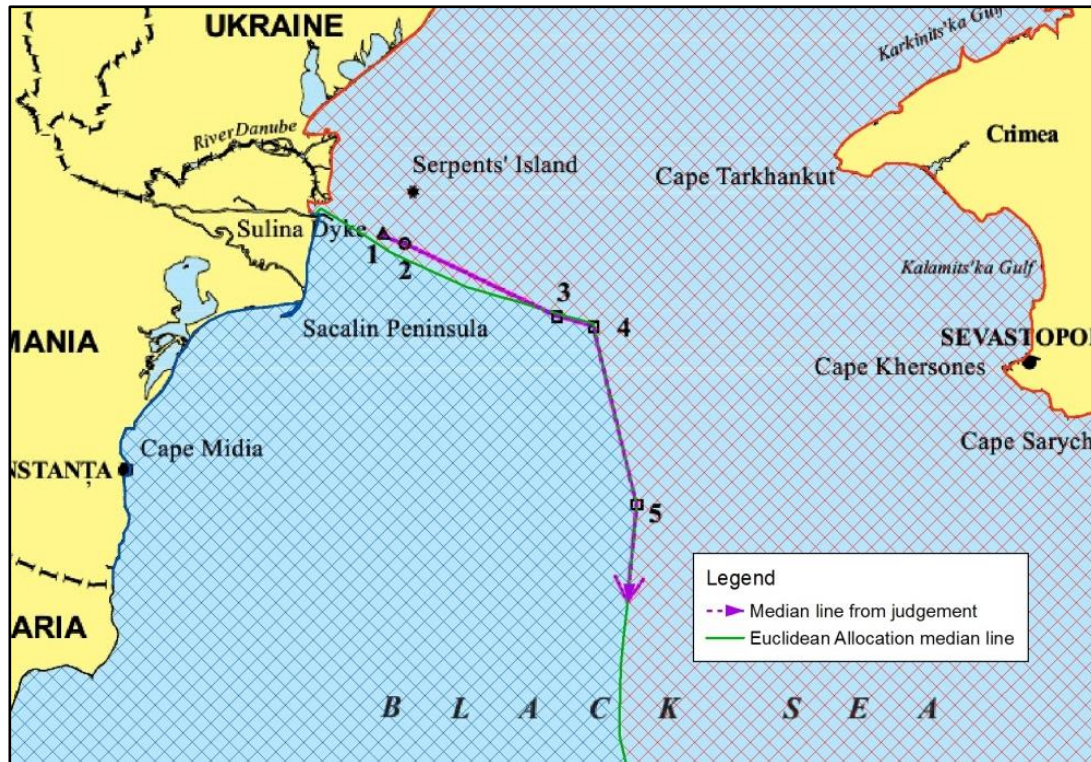 UKRAINE
Karkinits'ka Gulf
River Danube
Crimea
Serpents' Island
Cape Tarkhankut
Sulina Dyke
1
2
Kalamits'ka Gulf
3
Sacalin Peninsula
4
SEVASTOPO
MANIA
Cape Khersones
Cape Midia
Cape Sarych
NSTANȚA
5
Legend
Median line from judgement
Euclidean Allocation median line
ARIA
B L A C K S E A